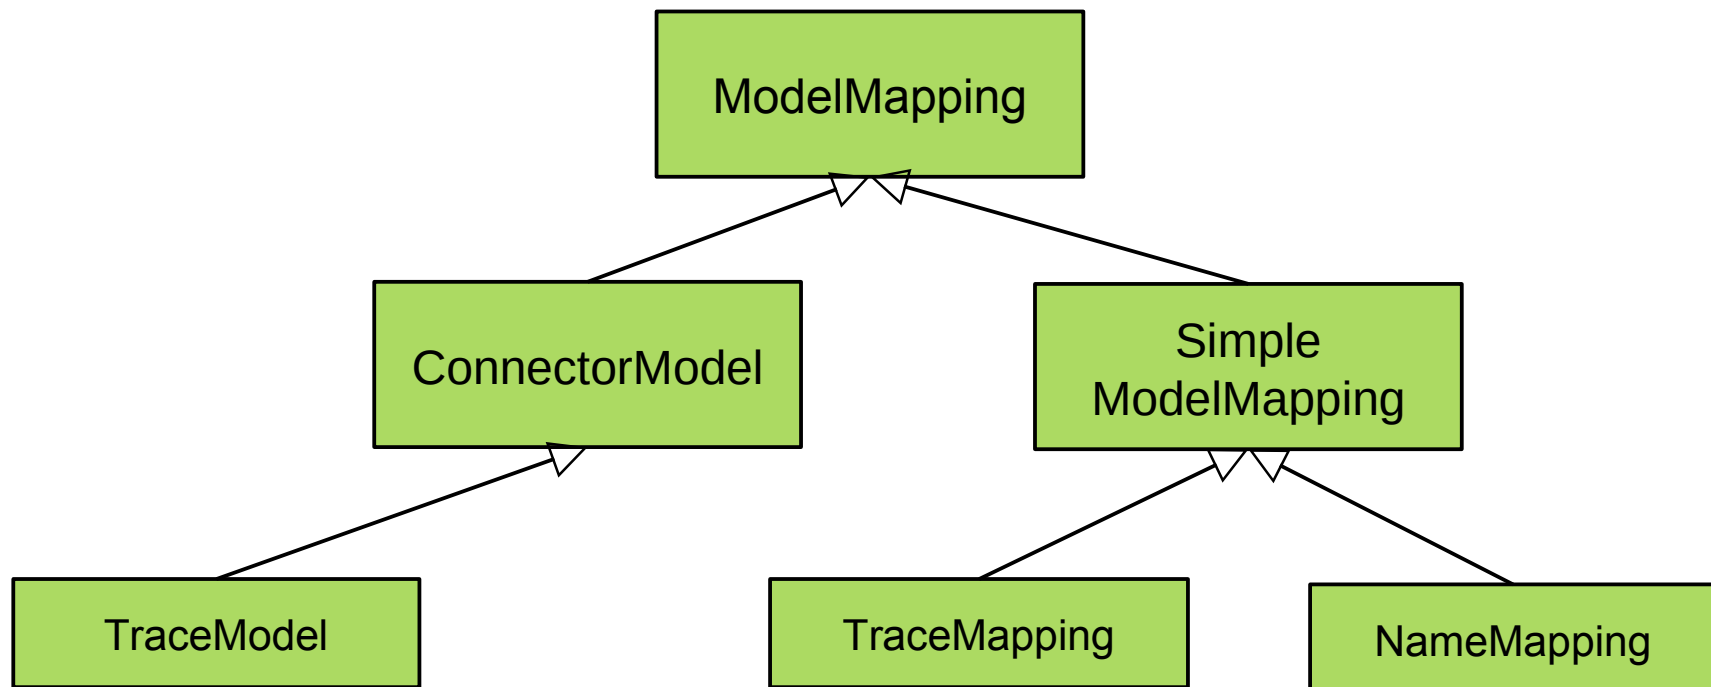 ModelMapping
ConnectorModel
Simple
ModelMapping
TraceModel
TraceMapping
NameMapping